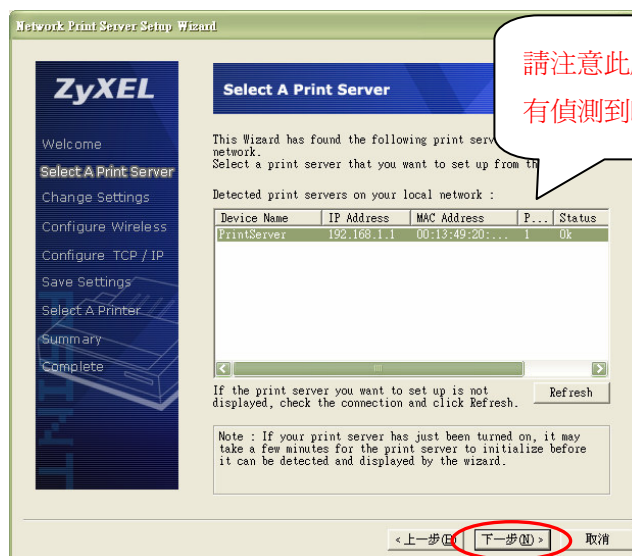 Network Print Server Setup Wizard
請注意此
有偵測到
ZyXEL
Select A Print Server
Welcome
Select A Print Server
Change Settings
Configure Wireless
Configure TCP / IP
Save Settings
Select A Printer
Summary
Complete
This Wizard has found the following print serv
network.
Select a print server that you want to set up from th
Detected print servers on your local network :
Device Name IP Address MAC Address P... Status
PrintServer 192.168.1.1 00:13:49:20:... 1 Ok
If the print server you want to set up is not
displayed, check the connection and click Refresh.
Refresh
Note : If your print server has just been turned on, it may
take a few minutes for the print server to initialize before
it can be detected and displayed by the wizard.
PRINT
<上一步(B) 下一步(N) > 取消